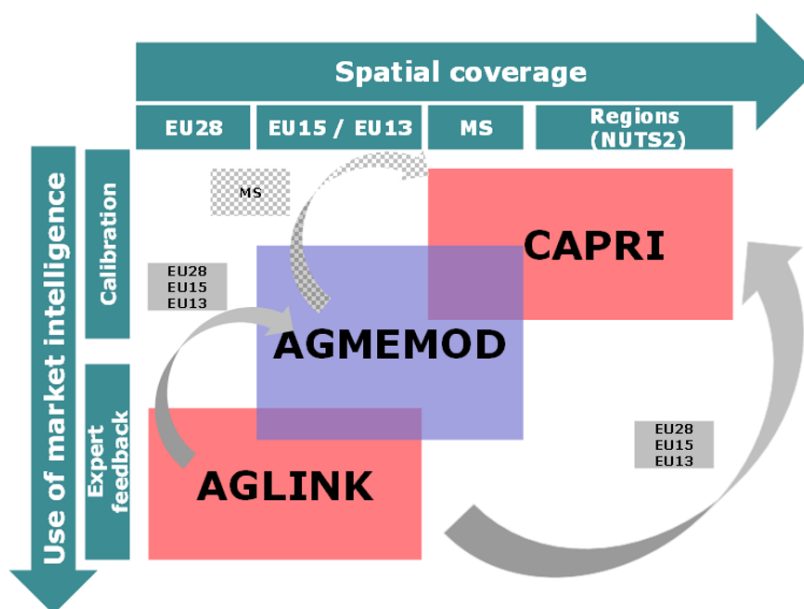 Spatial coverage
EU28
EU15 / EU13
MS
Regions
(NUTS2)
Use of market intelligence
Calibration
Expert
feedback
MS
EU28
EU15
EU13
CAPRI
AGMEMOD
AGLINK
EU28
EU15
EU13